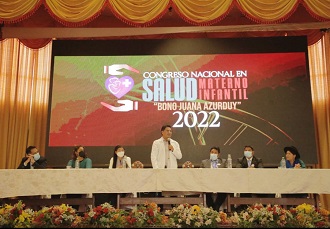 CONGRESO NACIONAL EN
SALUD MATERNO
INFANTIL
"BONO JUANA AZURDUY"
2022